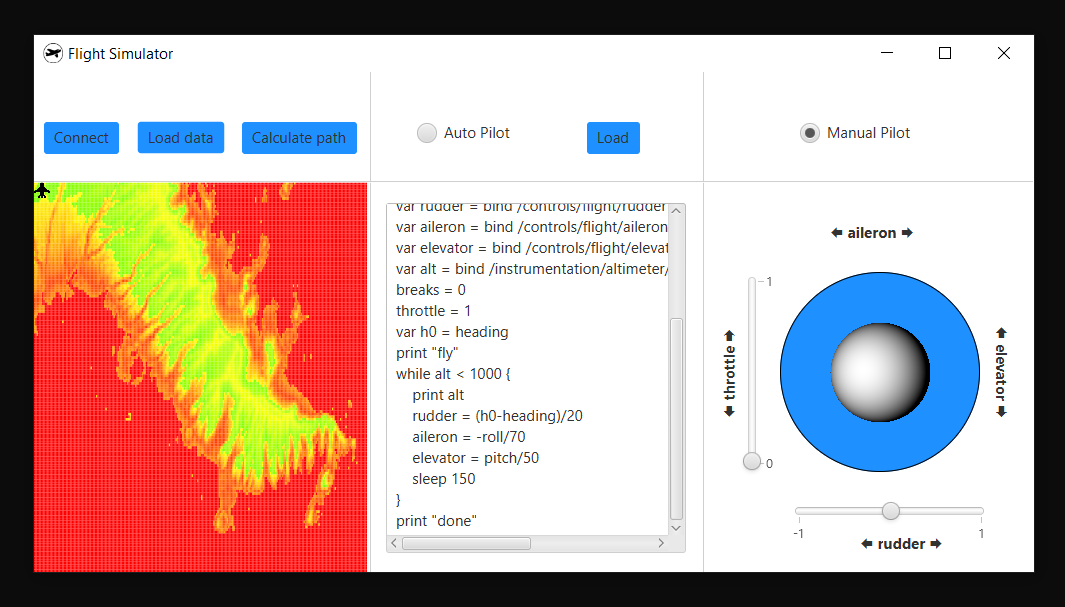 Flight Simulator
Connect
Load data
Calculate path
Auto Pilot
Load
Manual Pilot
var rudder = bind /controls/flight/rudder
var aileron = bind /controls/flight/aileron
var elevator = bind /controls/flight/elevat
var alt = bind /instrumentation/altimeter/
breaks = 0
throttle = 1
var h0 = heading
print "fly"
while alt < 1000 {
    print alt
    rudder = (h0-heading)/20
    aileron = -roll/70
    elevator = pitch/50
    sleep 150
}
print "done"
🡄 aileron 🡆
1
🡄 throttle 🡆
0
🡄 elevator 🡆
-1
1
🡄 rudder 🡆